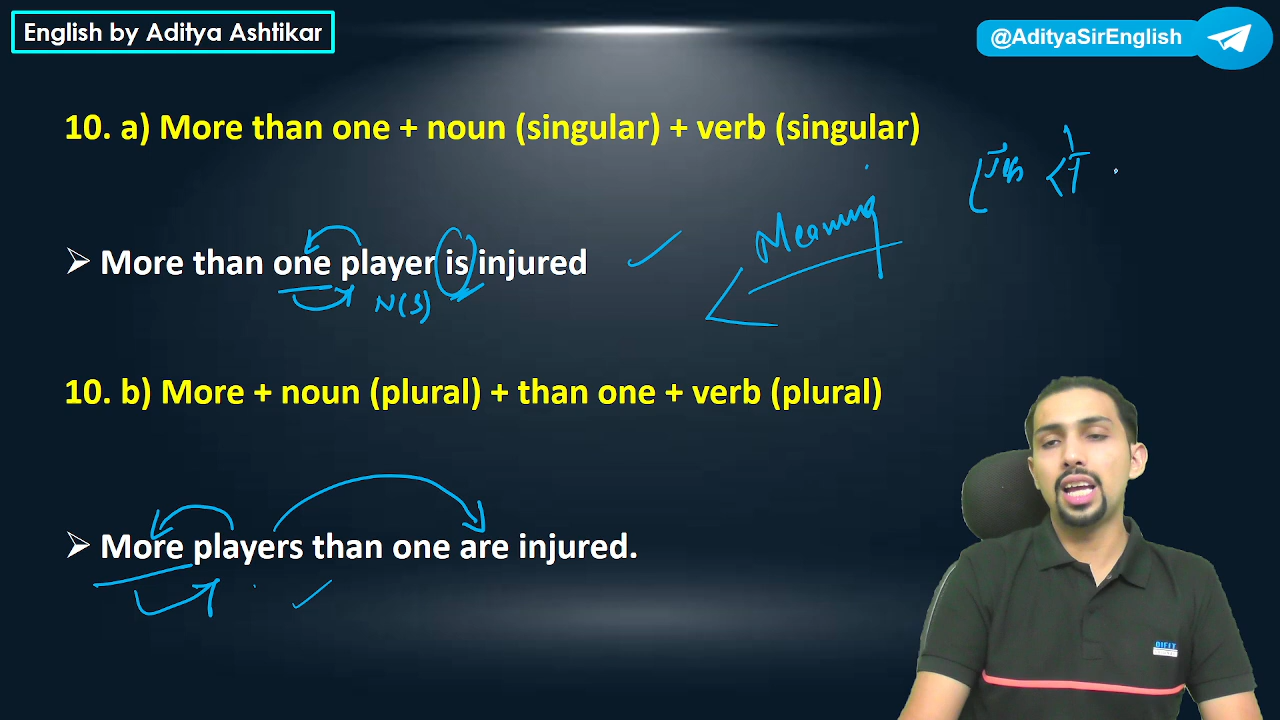 English by Aditya Ashtikar
@AdityaSirEnglish
10. a) More than one + noun (singular) + verb (singular)
Meaning
➢ More than one player is injured
N(S)
10. b) More + noun (plural) + than one + verb (plural)
➢ More players than one are injured.